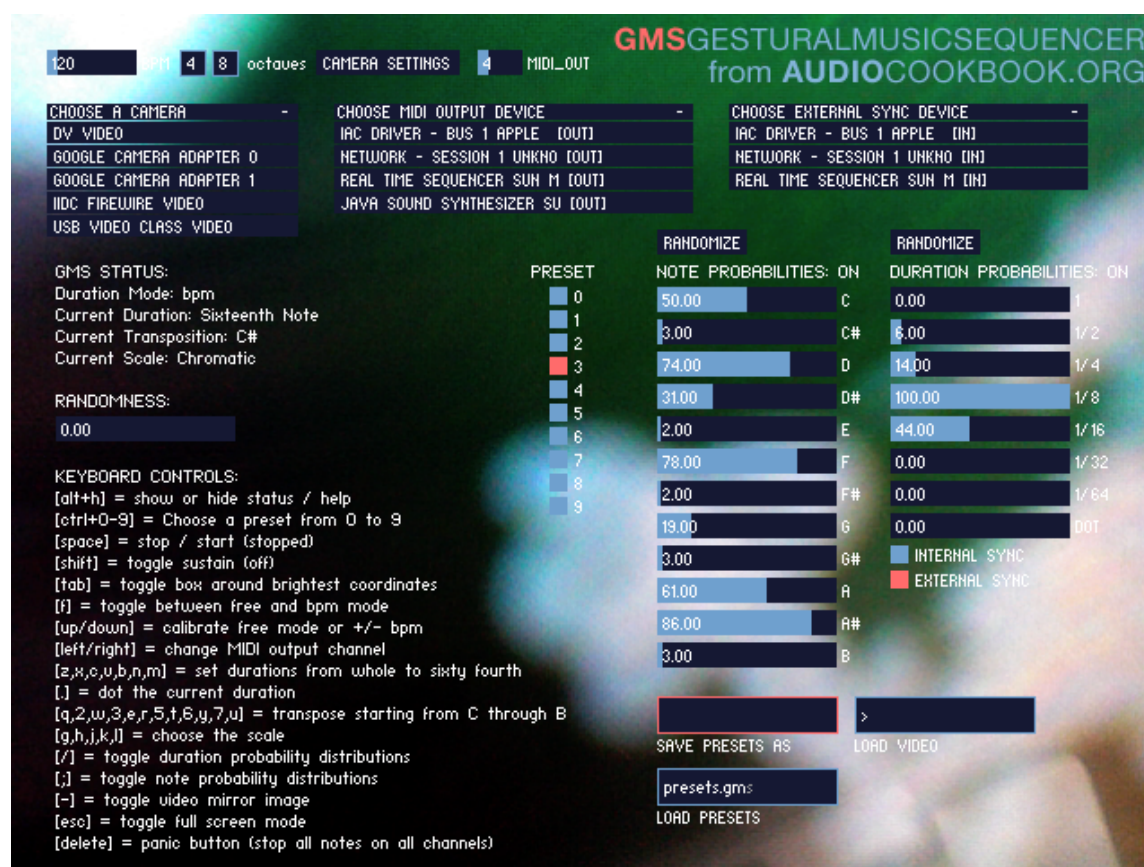 GMSGESTURALMUSICSEQUENCER
from AUDIOCOOKBOOK.ORG
120 BPM 4 8 octaves CAMERA SETTINGS 4 MIDI_OUT
CHOOSE A CAMERA -
DV VIDEO
GOOGLE CAMERA ADAPTER 0
GOOGLE CAMERA ADAPTER 1
IIDC FIREWIRE VIDEO
USB VIDEO CLASS VIDEO
CHOOSE MIDI OUTPUT DEVICE -
IAC DRIVER - BUS 1 APPLE [OUT]
NETWORK - SESSION 1 UNKNO [OUT]
REAL TIME SEQUENCER SUN M [OUT]
JAVA SOUND SYNTHESIZER SU [OUT]
CHOOSE EXTERNAL SYNC DEVICE -
IAC DRIVER - BUS 1 APPLE [IN]
NETWORK - SESSION 1 UNKNO [IN]
REAL TIME SEQUENCER SUN M [IN]
GMS STATUS:
Duration Mode: bpm
Current Duration: Sixteenth Note
Current Transposition: C#
Current Scale: Chromatic
RANDOMNESS:
0.00
KEYBOARD CONTROLS:
[alt+h] = show or hide status / help
[ctrl+0-9] = Choose a preset from 0 to 9
[space] = stop / start (stopped)
[shift] = toggle sustain (off)
[tab] = toggle box around brightest coordinates
[f] = toggle between free and bpm mode
[up/down] = calibrate free mode or +/- bpm
[left/right] = change MIDI output channel
[z,x,c,v,b,n,m] = set durations from whole to sixty fourth
[.] = dot the current duration
[q,2,w,3,e,r,5,t,6,y,7,u] = transpose starting from C through B
[g,h,j,k,l] = choose the scale
[/] = toggle duration probability distributions
[;] = toggle note probability distributions
[-] = toggle video mirror image
[esc] = toggle full screen mode
[delete] = panic button (stop all notes on all channels)
PRESET
0
1
2
3
4
5
6
7
8
9
RANDOMIZE
NOTE PROBABILITIES: ON
50.00 C
3.00 C#
74.00 D
31.00 D#
2.00 E
78.00 F
2.00 F#
19.00 G
3.00 G#
61.00 A
86.00 A#
3.00 B
RANDOMIZE
DURATION PROBABILITIES: ON
0.00 1
6.00 1/2
14.00 1/4
100.00 1/8
44.00 1/16
0.00 1/32
0.00 1/64
0.00 DOT
INTERNAL SYNC
EXTERNAL SYNC
SAVE PRESETS AS
>
LOAD VIDEO
presets.gms
LOAD PRESETS